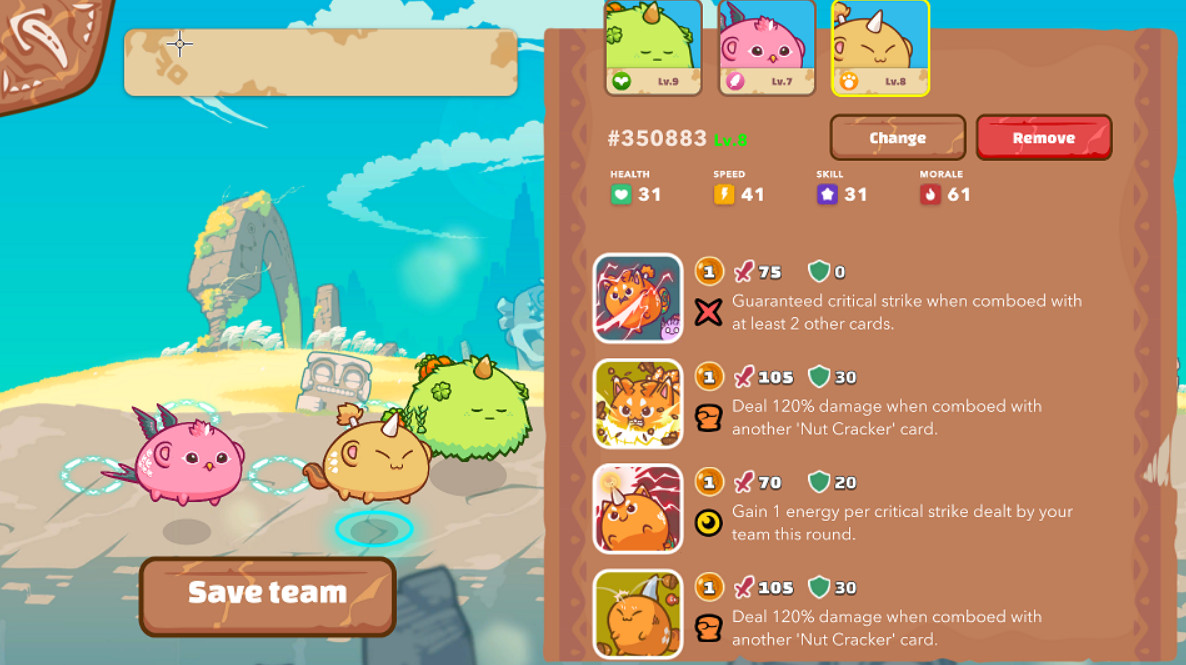 Lv.9
Lv.7
Lv.8
#350883 Lv.8
Change
Remove
HEALTH
SPEED
SKILL
MORALE
31
41
31
61
1 75 0
Guaranteed critical strike when comboed with
at least 2 other cards.
1 105 30
Deal 120% damage when comboed with
another 'Nut Cracker' card.
1 70 20
Gain 1 energy per critical strike dealt by your
team this round.
1 105 30
Deal 120% damage when comboed with
another 'Nut Cracker' card.
Save team